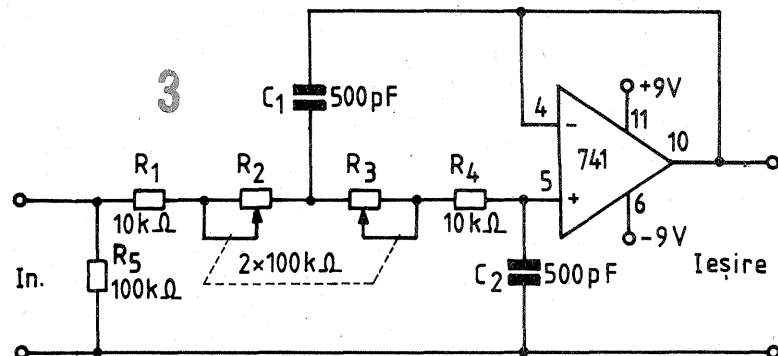 3
C1 500pF
+9V
4
11
10
-
741
5
+
6
-9V
R1
R2
R3
R4
10kΩ
10kΩ
2×100kΩ
In.
R5
100kΩ
C2
500pF
Ieșire